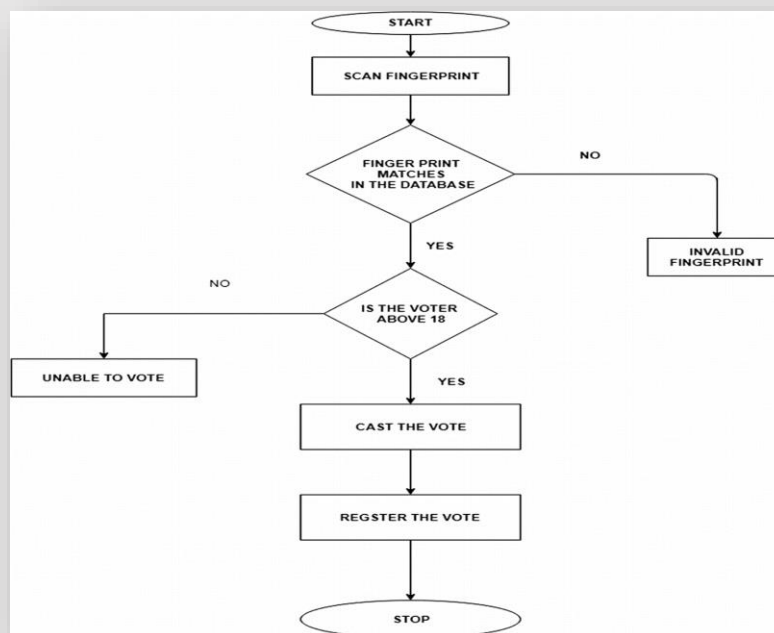 START
SCAN FINGERPRINT
FINGER PRINT
MATCHES
IN THE DATABASE
NO
INVALID
FINGERPRINT
YES
NO
IS THE VOTER
ABOVE 18
UNABLE TO VOTE
YES
CAST THE VOTE
REGSTER THE VOTE
STOP